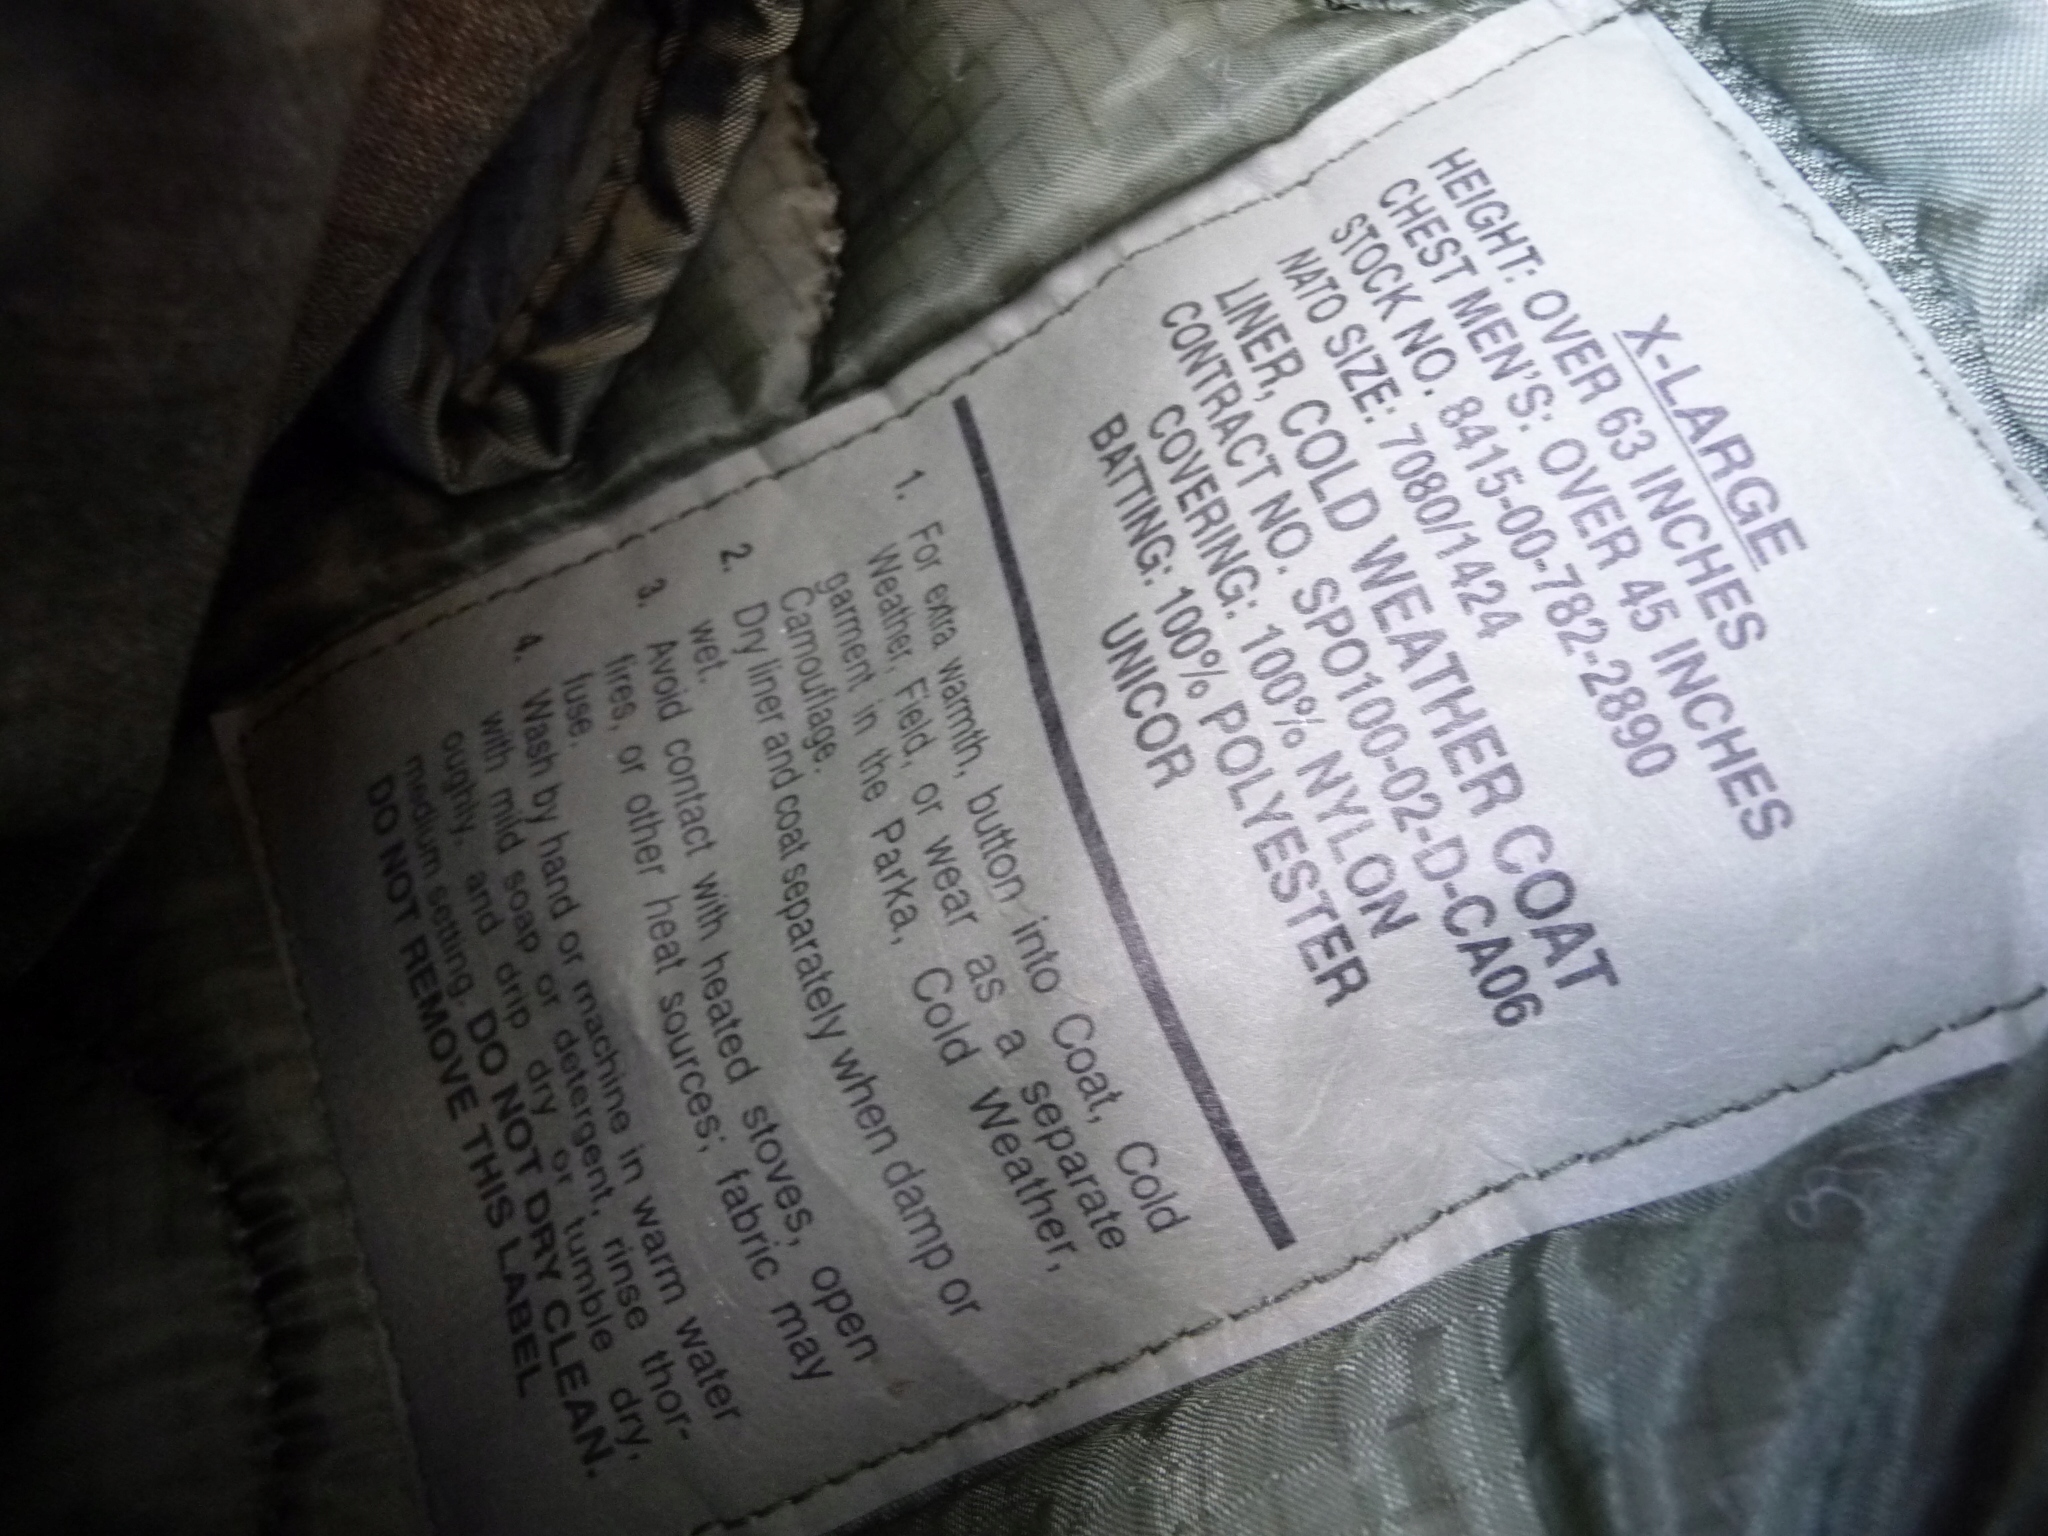 X-LARGE
HEIGHT: OVER 63 INCHES
CHEST MEN'S: OVER 45 INCHES
STOCK NO. 8415-00-782-2890
NATO SIZE: 7080/1424
LINER, COLD WEATHER COAT
CONTRACT NO. SPO100-02-D-CA06
COVERING: 100% NYLON
BATTING: 100% POLYESTER
UNICOR
1. For extra warmth, button into Coat, Cold
Weather, Field, or wear as a separate
garment in the Parka, Cold Weather,
Camouflage.
2. Dry liner and coat separately when damp or
wet.
3. Avoid contact with heated stoves, open
fires, or other heat sources; fabric may
fuse.
4. Wash by hand or machine in warm water
with mild soap or detergent, rinse thor-
oughly, and drip dry or tumble dry,
medium setting. DO NOT DRY CLEAN.
DO NOT REMOVE THIS LABEL